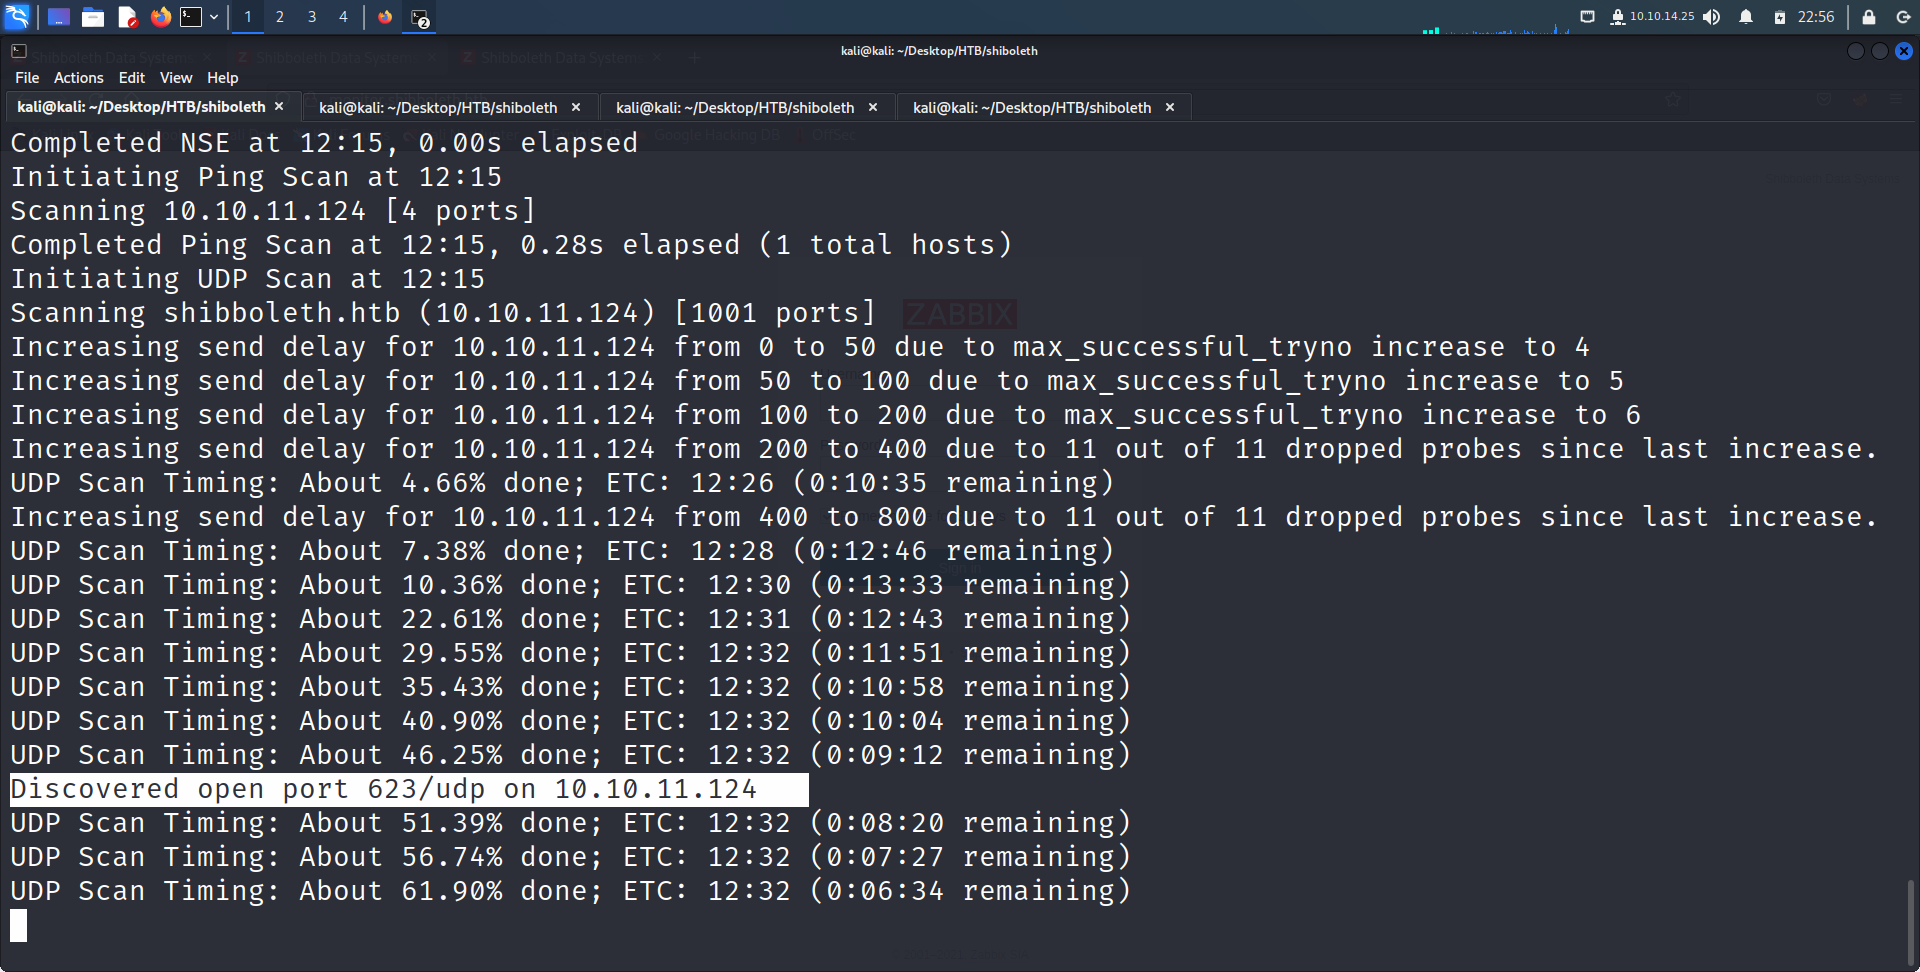 1 2 3 4 2 10.10.14.25 22:56
kali@kali: ~/Desktop/HTB/shiboleth
Shibboleth Data System Shibboleth Data System Shibboleth Data System
File Actions Edit View Help
kali@kali: ~/Desktop/HTB/shiboleth × kali@kali: ~/Desktop/HTB/shiboleth × kali@kali: ~/Desktop/HTB/shiboleth × kali@kali: ~/Desktop/HTB/shiboleth ×
Google Hacking DB OffSec
Completed NSE at 12:15, 0.00s elapsed
Initiating Ping Scan at 12:15
Scanning 10.10.11.124 [4 ports]
Completed Ping Scan at 12:15, 0.28s elapsed (1 total hosts)
Initiating UDP Scan at 12:15
Scanning shibboleth.htb (10.10.11.124) [1001 ports]
ZABBIX
Increasing send delay for 10.10.11.124 from 0 to 50 due to max_successful_tryno increase to 4
Increasing send delay for 10.10.11.124 from 50 to 100 due to max_successful_tryno increase to 5
Increasing send delay for 10.10.11.124 from 100 to 200 due to max_successful_tryno increase to 6
Increasing send delay for 10.10.11.124 from 200 to 400 due to 11 out of 11 dropped probes since last increase.
UDP Scan Timing: About 4.66% done; ETC: 12:26 (0:10:35 remaining)
Increasing send delay for 10.10.11.124 from 400 to 800 due to 11 out of 11 dropped probes since last increase.
UDP Scan Timing: About 7.38% done; ETC: 12:28 (0:12:46 remaining)
Sign in
UDP Scan Timing: About 10.36% done; ETC: 12:30 (0:13:33 remaining)
UDP Scan Timing: About 22.61% done; ETC: 12:31 (0:12:43 remaining)
UDP Scan Timing: About 29.55% done; ETC: 12:32 (0:11:51 remaining)
UDP Scan Timing: About 35.43% done; ETC: 12:32 (0:10:58 remaining)
UDP Scan Timing: About 40.90% done; ETC: 12:32 (0:10:04 remaining)
UDP Scan Timing: About 46.25% done; ETC: 12:32 (0:09:12 remaining)
Discovered open port 623/udp on 10.10.11.124
UDP Scan Timing: About 51.39% done; ETC: 12:32 (0:08:20 remaining)
UDP Scan Timing: About 56.74% done; ETC: 12:32 (0:07:27 remaining)
UDP Scan Timing: About 61.90% done; ETC: 12:32 (0:06:34 remaining)